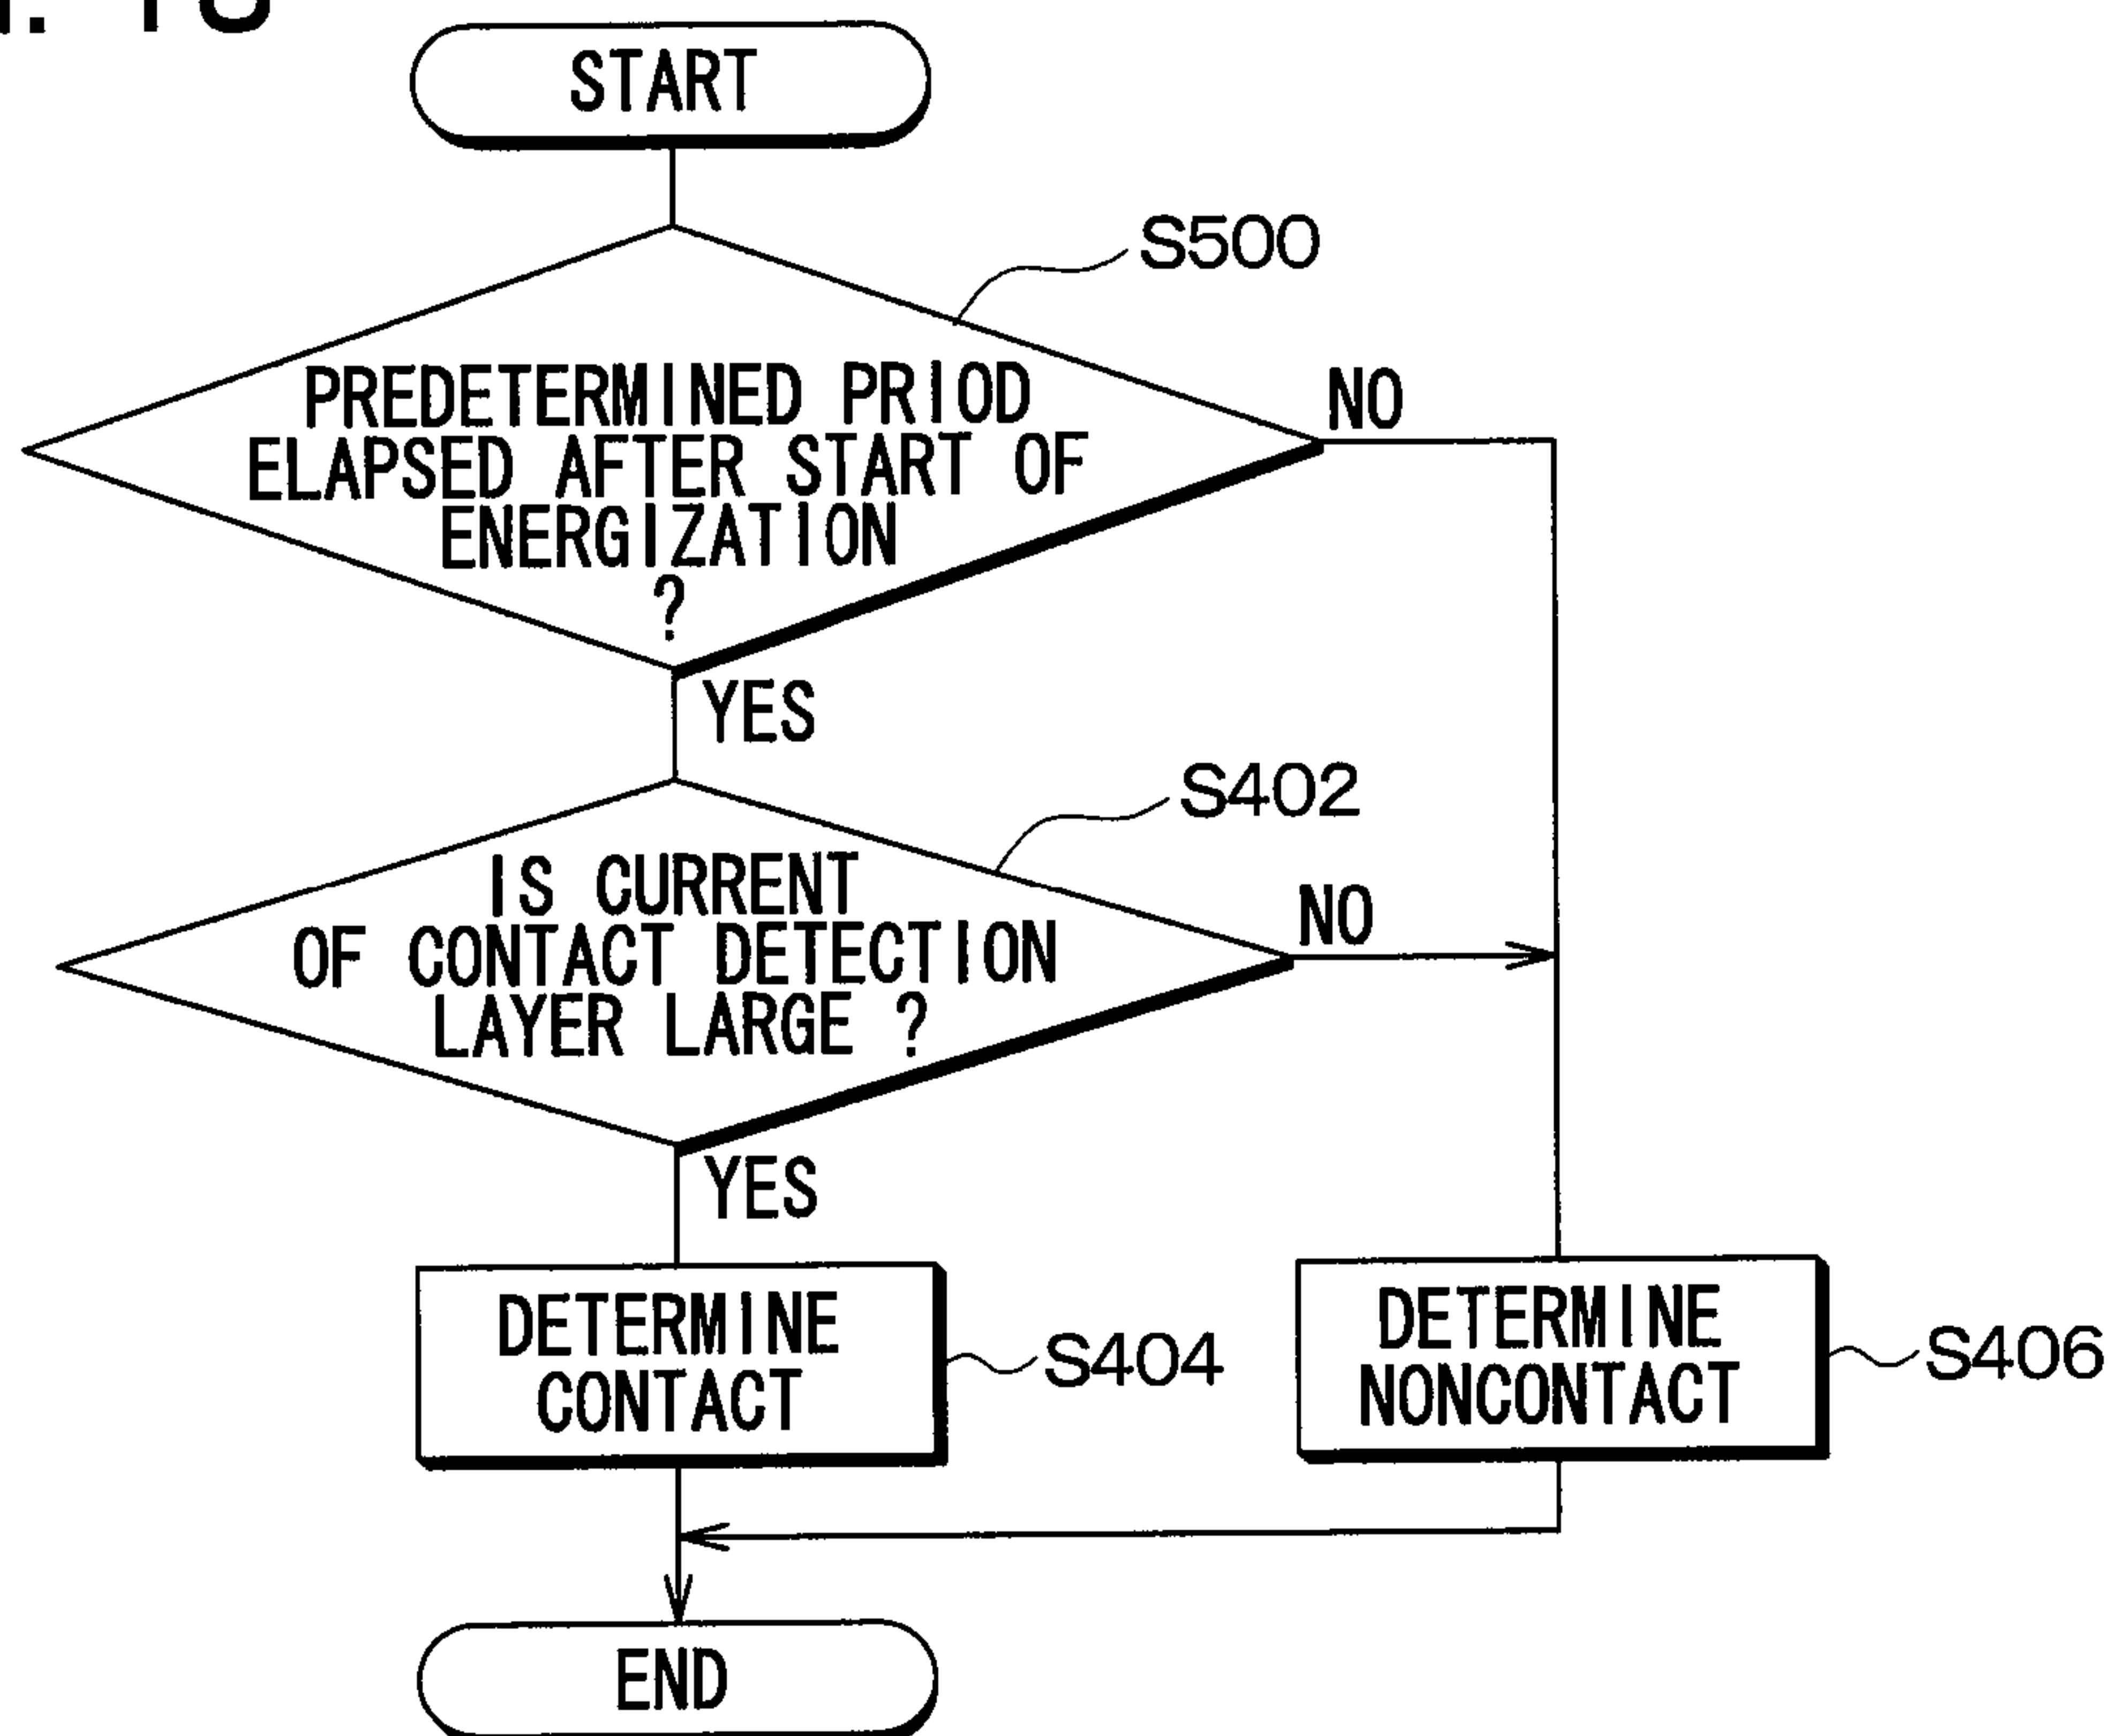 START
S500
PREDETERMINED PRIOD
ELAPSED AFTER START OF
ENERGIZATION
?
NO
YES
S402
IS CURRENT
OF CONTACT DETECTION
LAYER LARGE ?
NO
YES
DETERMINE
CONTACT
S404
DETERMINE
NONCONTACT
S406
END